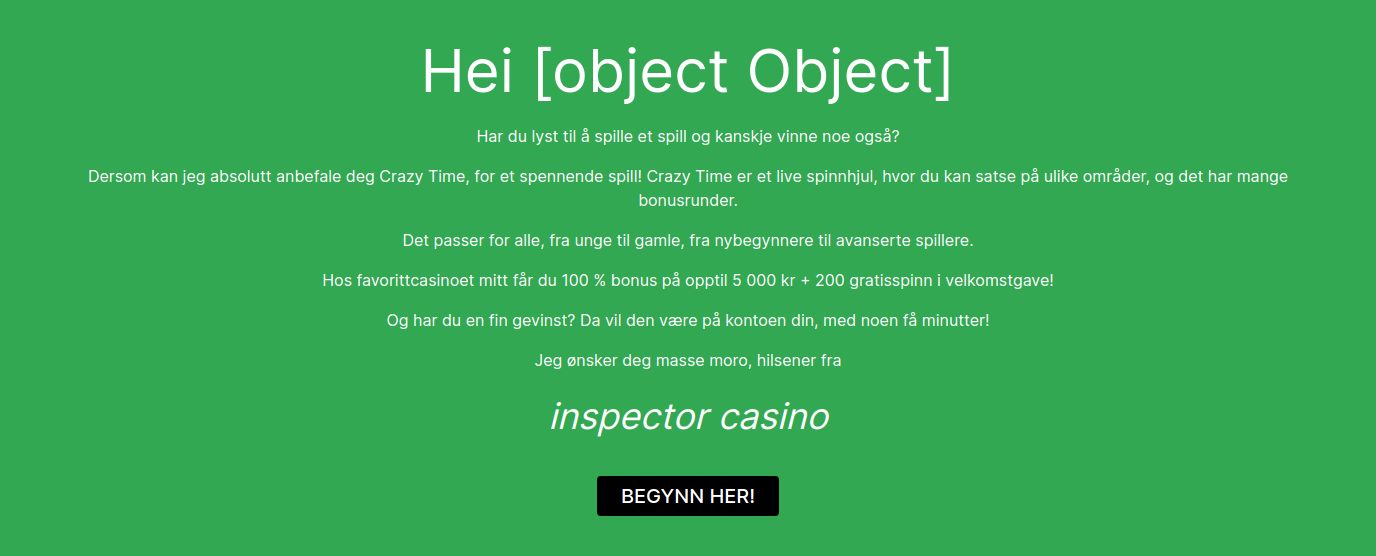 Hei [object Object]
Har du lyst til å spille et spill og kanskje vinne noe også?
Dersom kan jeg absolutt anbefale deg Crazy Time, for et spennende spill! Crazy Time er et live spinnhjul, hvor du kan satse på ulike områder, og det har mange
bonusrunder.
Det passer for alle, fra unge til gamle, fra nybegynnere til avanserte spillere.
Hos favorittcasinoet mitt får du 100 % bonus på opptil 5 000 kr + 200 gratisspinn i velkomstgave!
Og har du en fin gevinst? Da vil den være på kontoen din, med noen få minutter!
Jeg ønsker deg masse moro, hilsener fra
inspector casino
BEGYNN HER!